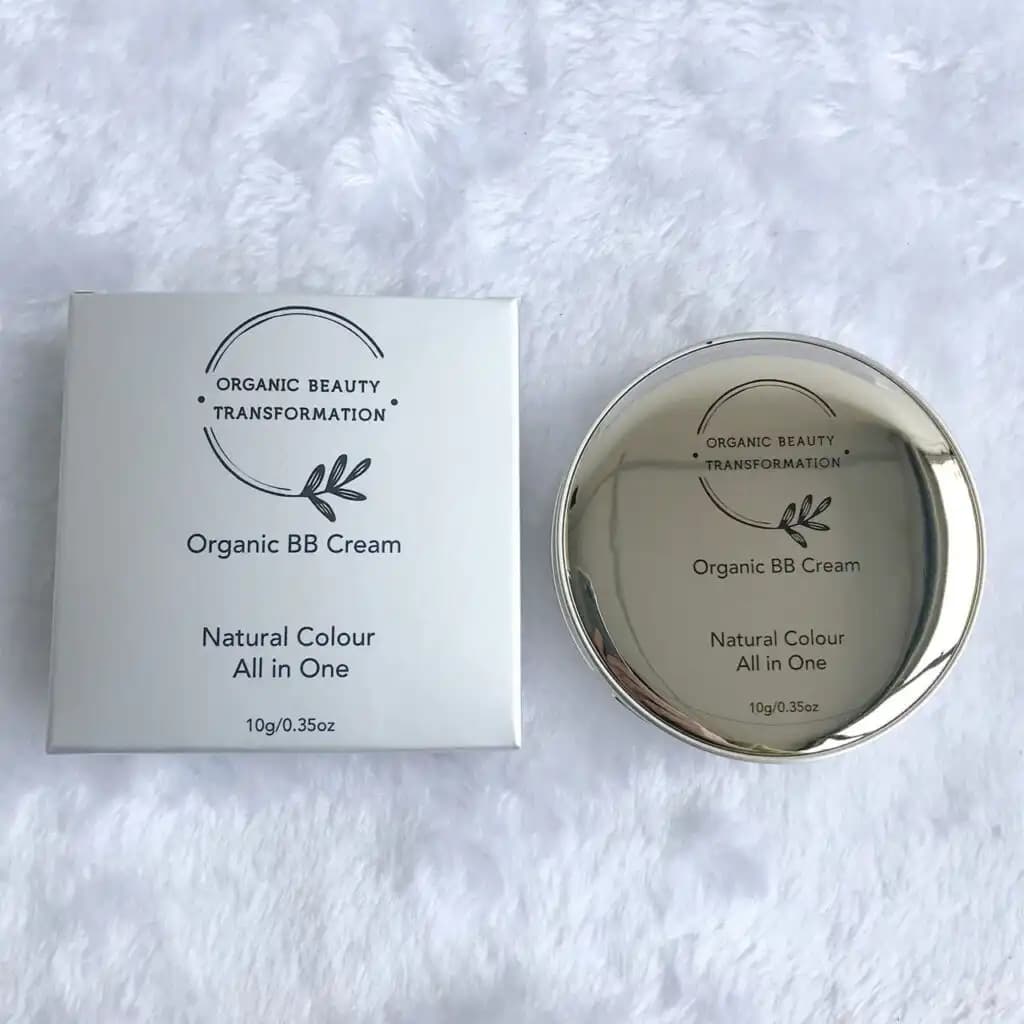 ORGANIC BEAUTY
TRANSFORMATION
Organic BB Cream
Natural Colour
All in One
10g/0.35oz
ORGANIC BEAUTY
TRANSFORMATION
Organic BB Cream
Natural Colour
All in One
10g/0.35oz